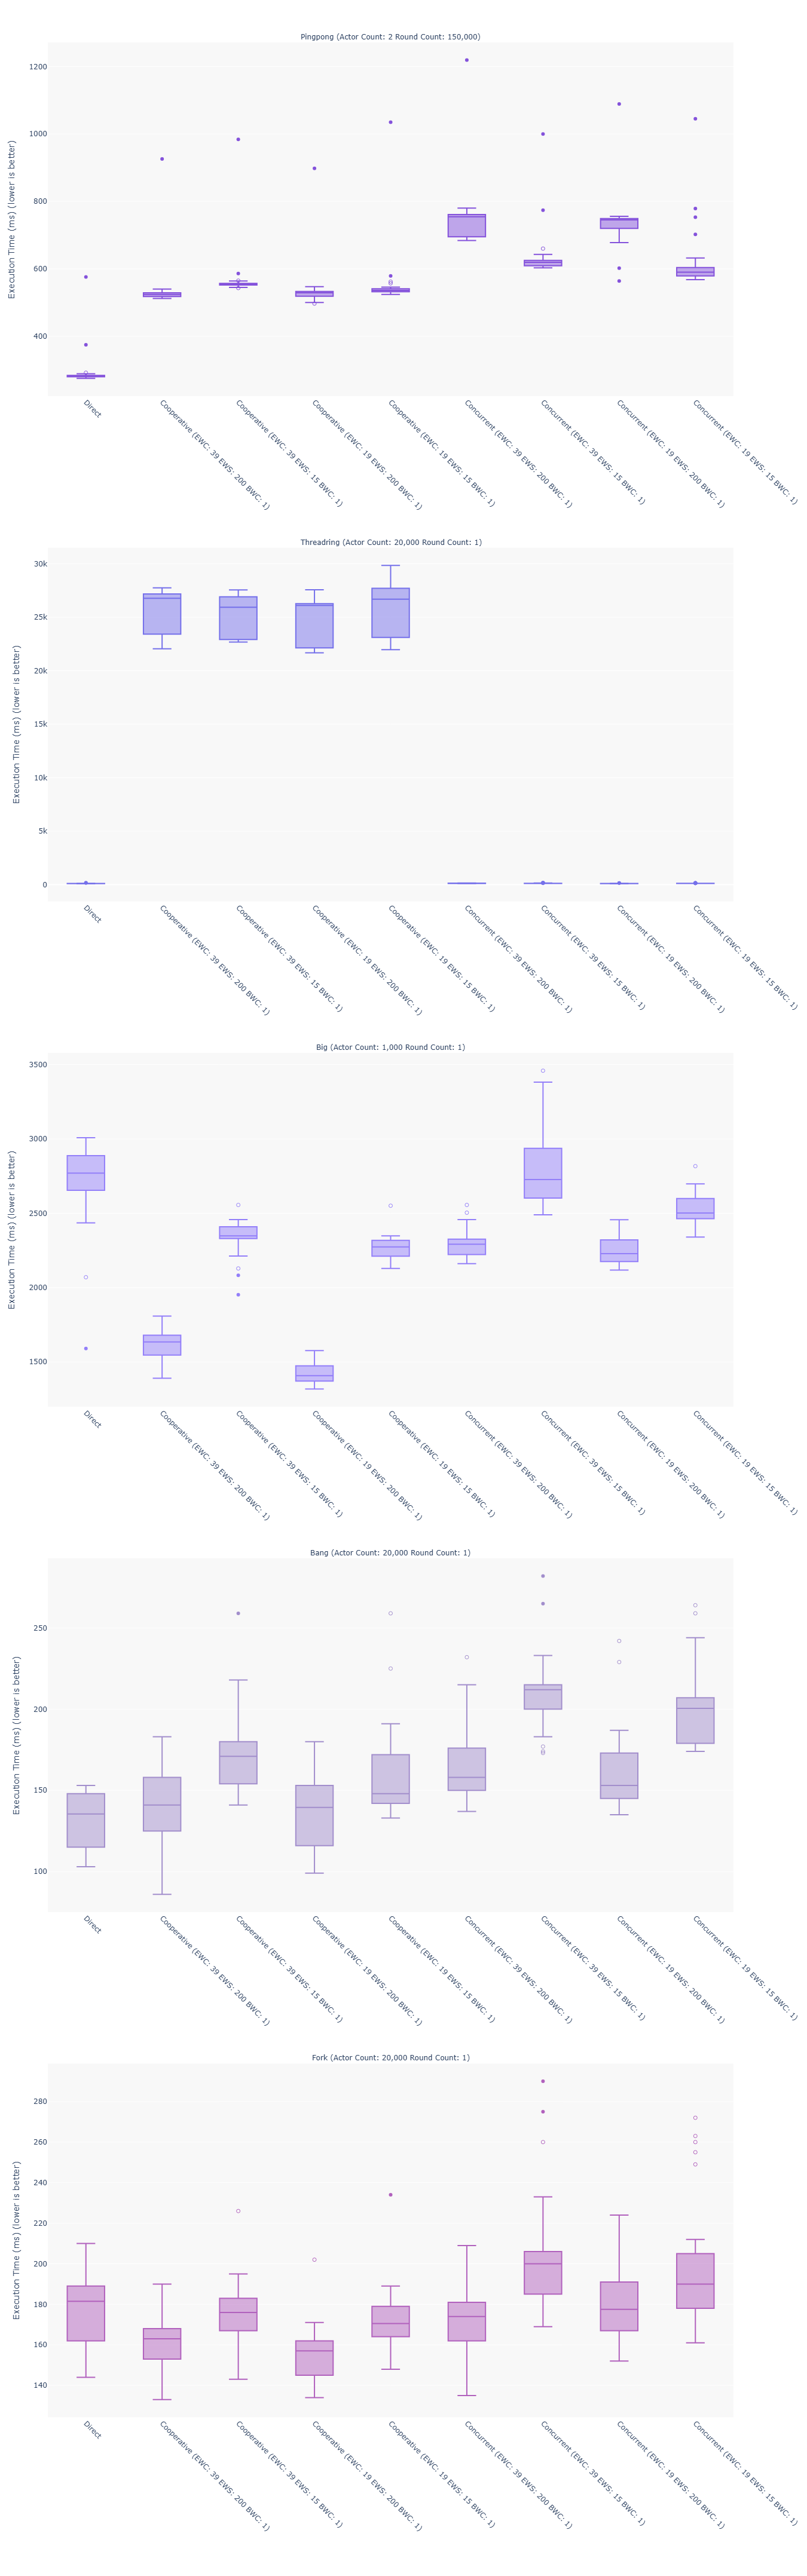 Pingpong (Actor Count: 2 Round Count: 150,000)
Execution Time (ms) (lower is better)
1200
1000
800
600
400
Direct
Cooperative (EWC: 39 EWS: 200 BWC: 1)
Cooperative (EWC: 39 EWS: 15 BWC: 1)
Cooperative (EWC: 19 EWS: 200 BWC: 1)
Cooperative (EWC: 19 EWS: 15 BWC: 1)
Concurrent (EWC: 39 EWS: 200 BWC: 1)
Concurrent (EWC: 39 EWS: 15 BWC: 1)
Concurrent (EWC: 19 EWS: 200 BWC: 1)
Concurrent (EWC: 19 EWS: 15 BWC: 1)
Threadring (Actor Count: 20,000 Round Count: 1)
Execution Time (ms) (lower is better)
30k
25k
20k
15k
10k
5k
0
Direct
Cooperative (EWC: 39 EWS: 200 BWC: 1)
Cooperative (EWC: 39 EWS: 15 BWC: 1)
Cooperative (EWC: 19 EWS: 200 BWC: 1)
Cooperative (EWC: 19 EWS: 15 BWC: 1)
Concurrent (EWC: 39 EWS: 200 BWC: 1)
Concurrent (EWC: 39 EWS: 15 BWC: 1)
Concurrent (EWC: 19 EWS: 200 BWC: 1)
Concurrent (EWC: 19 EWS: 15 BWC: 1)
Big (Actor Count: 1,000 Round Count: 1)
Execution Time (ms) (lower is better)
3500
3000
2500
2000
1500
Direct
Cooperative (EWC: 39 EWS: 200 BWC: 1)
Cooperative (EWC: 39 EWS: 15 BWC: 1)
Cooperative (EWC: 19 EWS: 200 BWC: 1)
Cooperative (EWC: 19 EWS: 15 BWC: 1)
Concurrent (EWC: 39 EWS: 200 BWC: 1)
Concurrent (EWC: 39 EWS: 15 BWC: 1)
Concurrent (EWC: 19 EWS: 200 BWC: 1)
Concurrent (EWC: 19 EWS: 15 BWC: 1)
Bang (Actor Count: 20,000 Round Count: 1)
Execution Time (ms) (lower is better)
250
200
150
100
Direct
Cooperative (EWC: 39 EWS: 200 BWC: 1)
Cooperative (EWC: 39 EWS: 15 BWC: 1)
Cooperative (EWC: 19 EWS: 200 BWC: 1)
Cooperative (EWC: 19 EWS: 15 BWC: 1)
Concurrent (EWC: 39 EWS: 200 BWC: 1)
Concurrent (EWC: 39 EWS: 15 BWC: 1)
Concurrent (EWC: 19 EWS: 200 BWC: 1)
Concurrent (EWC: 19 EWS: 15 BWC: 1)
Fork (Actor Count: 20,000 Round Count: 1)
Execution Time (ms) (lower is better)
280
260
240
220
200
180
160
140
Direct
Cooperative (EWC: 39 EWS: 200 BWC: 1)
Cooperative (EWC: 39 EWS: 15 BWC: 1)
Cooperative (EWC: 19 EWS: 200 BWC: 1)
Cooperative (EWC: 19 EWS: 15 BWC: 1)
Concurrent (EWC: 39 EWS: 200 BWC: 1)
Concurrent (EWC: 39 EWS: 15 BWC: 1)
Concurrent (EWC: 19 EWS: 200 BWC: 1)
Concurrent (EWC: 19 EWS: 15 BWC: 1)